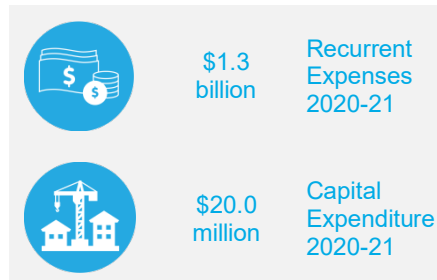 $1.3
billion
Recurrent
Expenses
2020-21
$20.0
million
Capital
Expenditure
2020-21